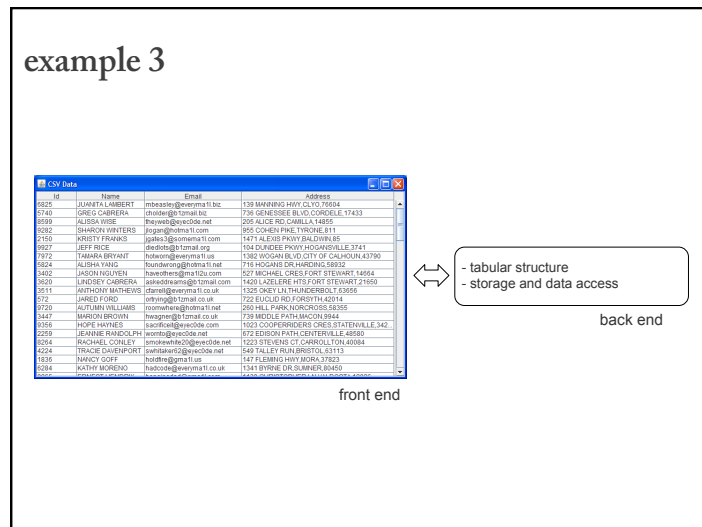 example 3
CSV Data
Id Name Email Address
6825 JUANITA LAMBERT mbeasley@everyma1l.biz 139 MANNING HWY,CLYO,76604
5740 GREG CABRERA cholder@b1zmail.biz 736 GENESSEE BLVD,CORDELE,17433
8599 ALISSA WISE theyweb@eyec0de.net 205 ALICE RD,CAMILLA,14855
9282 SHARON WINTERS jlogan@hotma1l.com 955 COHEN PIKE,TYRONE,811
2150 KRISTY FRANKS jgates3@somema1l.com 1471 ALEXIS PKWY,BALDWIN,85
9927 JEFF RICE diedlots@b1zmail.org 104 DUNDEE PKWY,HOGANSVILLE,3741
7972 TAMARA BRYANT hotworn@everyma1l.us 1382 WOGAN BLVD,CITY OF CALHOUN,43790
5824 ALISHA YANG foundwrong@hotma1l.net 716 HOGANS DR,HARDING,58932
3402 JASON NGUYEN haveothers@ma1l2u.com 527 MICHAEL CRES,FORT STEWART,14664
3620 LINDSEY CABRERA askeddreams@b1zmail.com 1420 LAZELERE HTS,FORT STEWART,21650
3511 ANTHONY MATHEWS cfarrell@everyma1l.co.uk 1325 OKEY LN,THUNDERBOLT,63656
572 JARED FORD ortrying@b1zmail.co.uk 722 EUCLID RD,FORSYTH,42014
9720 AUTUMN WILLIAMS roomwhere@hotma1l.net 260 HILL PARK,NORCROSS,58355
3447 MARION BROWN hwagner@b1zmail.co.uk 739 MIDDLE PATH,MACON,9944
9356 HOPE HAYNES sacrificell@eyec0de.com 1023 COOPERRIDERS CRES,STATENVILLE,342...
2259 JEANNIE RANDOLPH wornto@eyec0de.net 672 EDISON PATH,CENTERVILLE,48580
8264 RACHAEL CONLEY smokewhite20@eyec0de.net 1223 STEVENS CT,CARROLLTON,40084
4224 TRACIE DAVENPORT swhitaker62@eyec0de.net 549 TALLEY RUN,BRISTOL,63113
1836 NANCY GOFF holdfire@gma1l.us 147 FLEMING HWY,MORA,37823
6284 KATHY MORENO hadcode@everyma1l.co.uk 1341 BYRNE DR,SUMNER,80450
- tabular structure
- storage and data access
back end
front end